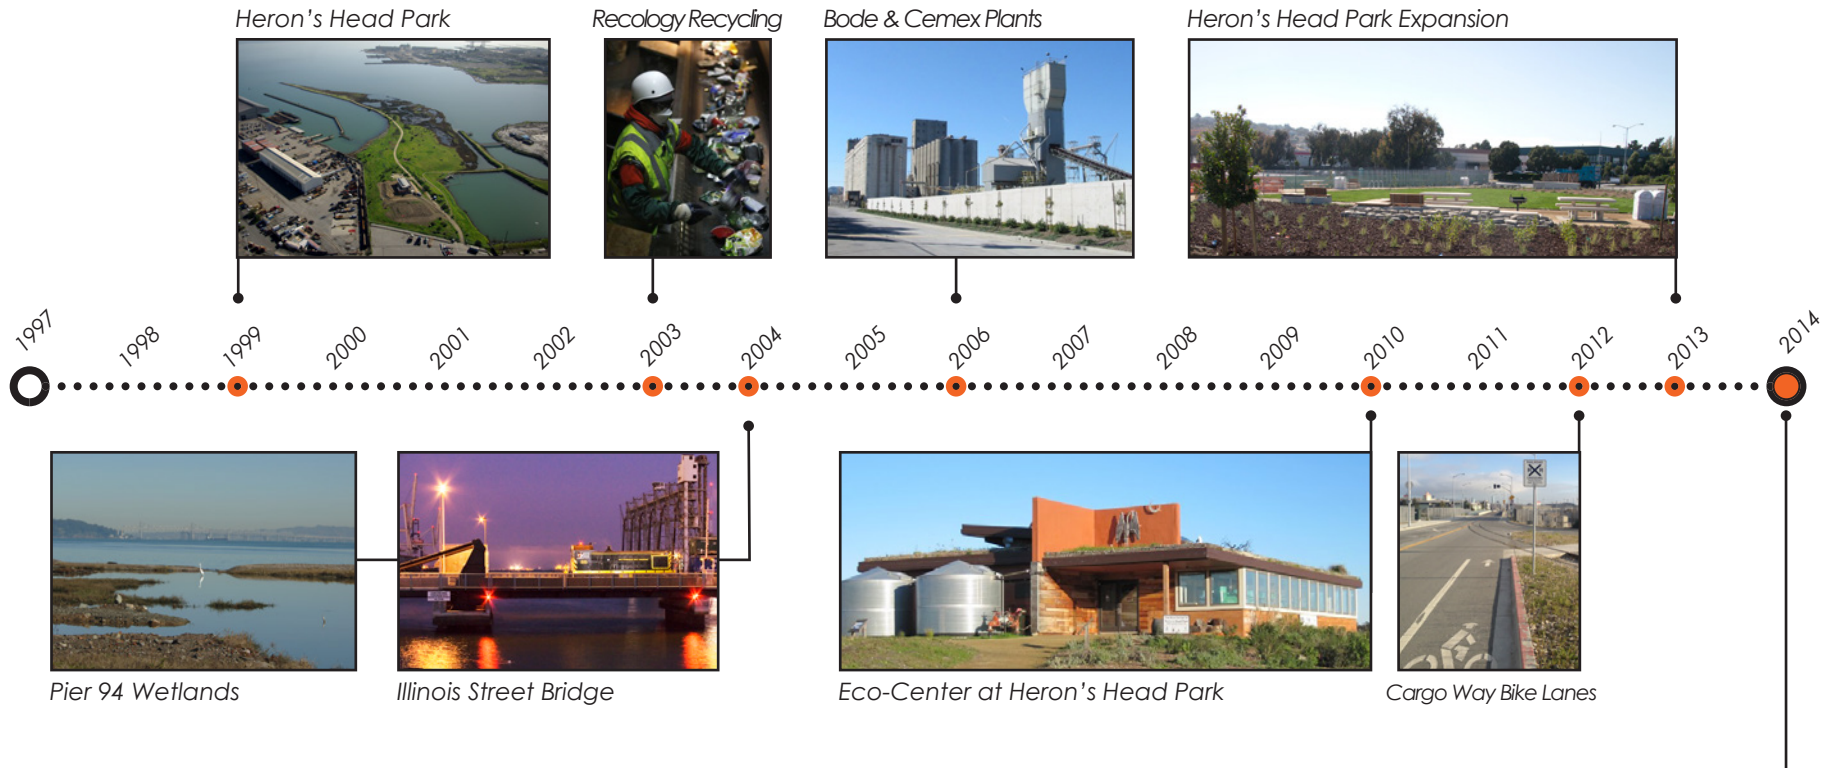 Heron’s Head Park
Recology Recycling
Bode & Cemex Plants
Heron’s Head Park Expansion
1997
1998
1999
2000
2001
2002
2003
2004
2005
2006
2007
2008
2009
2010
2011
2012
2013
2014
Pier 94 Wetlands
Illinois Street Bridge
Eco-Center at Heron’s Head Park
Cargo Way Bike Lanes